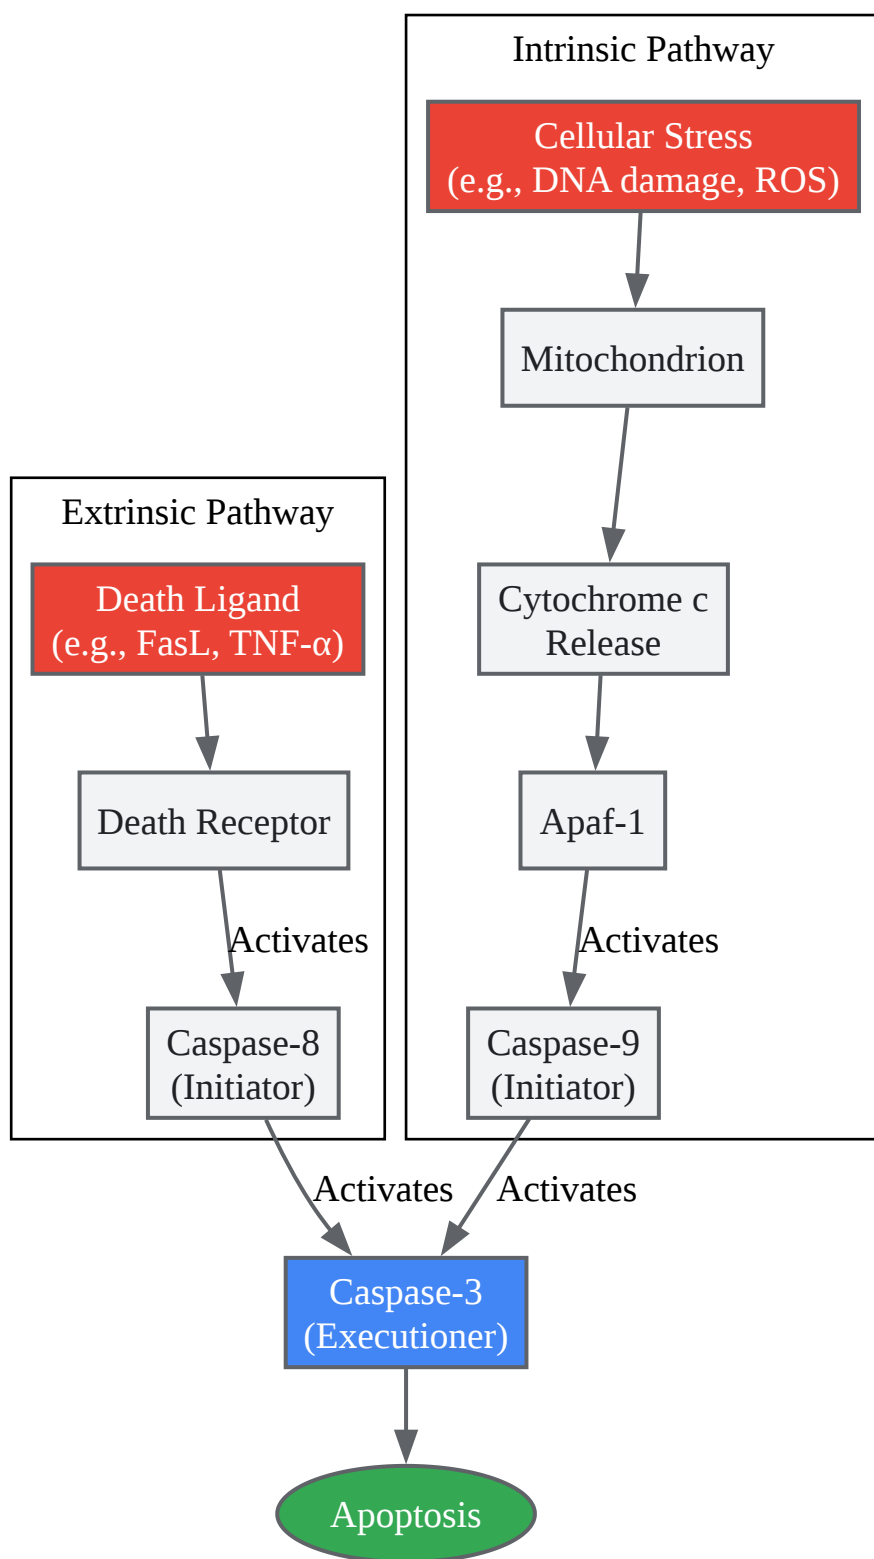 Intrinsic Pathway
Cellular Stress
(e.g., DNA damage, ROS)
Mitochondrion
Cytochrome c
Release
Apaf-1
Activates
Caspase-9
(Initiator)
Extrinsic Pathway
Death Ligand
(e.g., FasL, TNF-α)
Death Receptor
Activates
Caspase-8
(Initiator)
Activates
Activates
Caspase-3
(Executioner)
Apoptosis